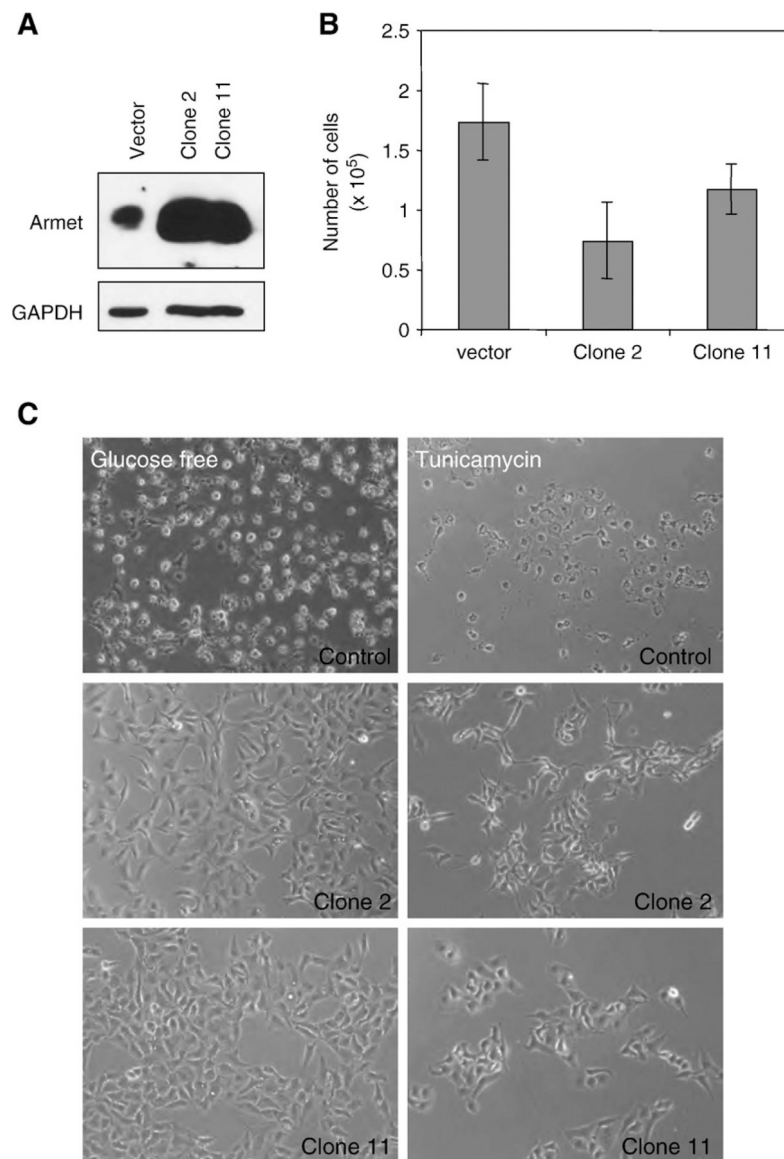 A
Vector
Clone 2
Clone 11
Armet
GAPDH
B
Number of cells
(x 10⁵)
2.5
2
1.5
1
0.5
0
vector
Clone 2
Clone 11
C
Glucose free
Control
Tunicamycin
Control
Clone 2
Clone 2
Clone 11
Clone 11